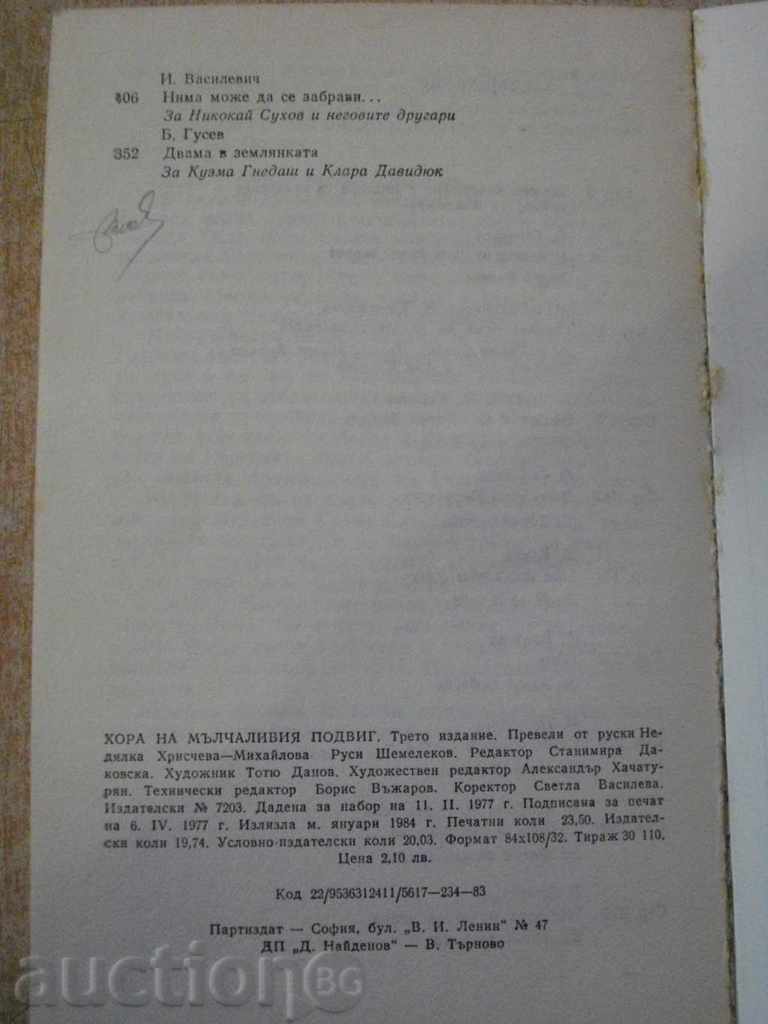 И. Василевич
306 Нима може да се забрави...
За Никокай Сухов и неговите другари
Б. Гусев
352 Двама в землянката
За Кузма Гнедаш и Клара Давидюк
ХОРА НА МЪЛЧАЛИВИЯ ПОДВИГ. Трето издание. Превели от руски Не-
дялка Хрисчева—Михайлова Руси Шемелеков. Редактор Станимира Да-
ковска. Художник Тотю Данов. Художествен редактор Александър Хачату-
рян. Технически редактор Борис Въжаров. Коректор Светла Василева.
Издателски № 7203. Дадена за набор на 11. II. 1977 г. Подписана за печат
на 6. IV. 1977 г. Излизла м. януари 1984 г. Печатни коли 23,50. Издател-
ски коли 19,74. Условно-издателски коли 20,03. Формат 84х108/32. Тираж 30 110.
Цена 2,10 лв.
Код 22/9536312411/5617—234—83
Партиздат — София, бул. „В. И. Ленин" № 47
ДП „Д. Найденов" — В. Търново
auction BG